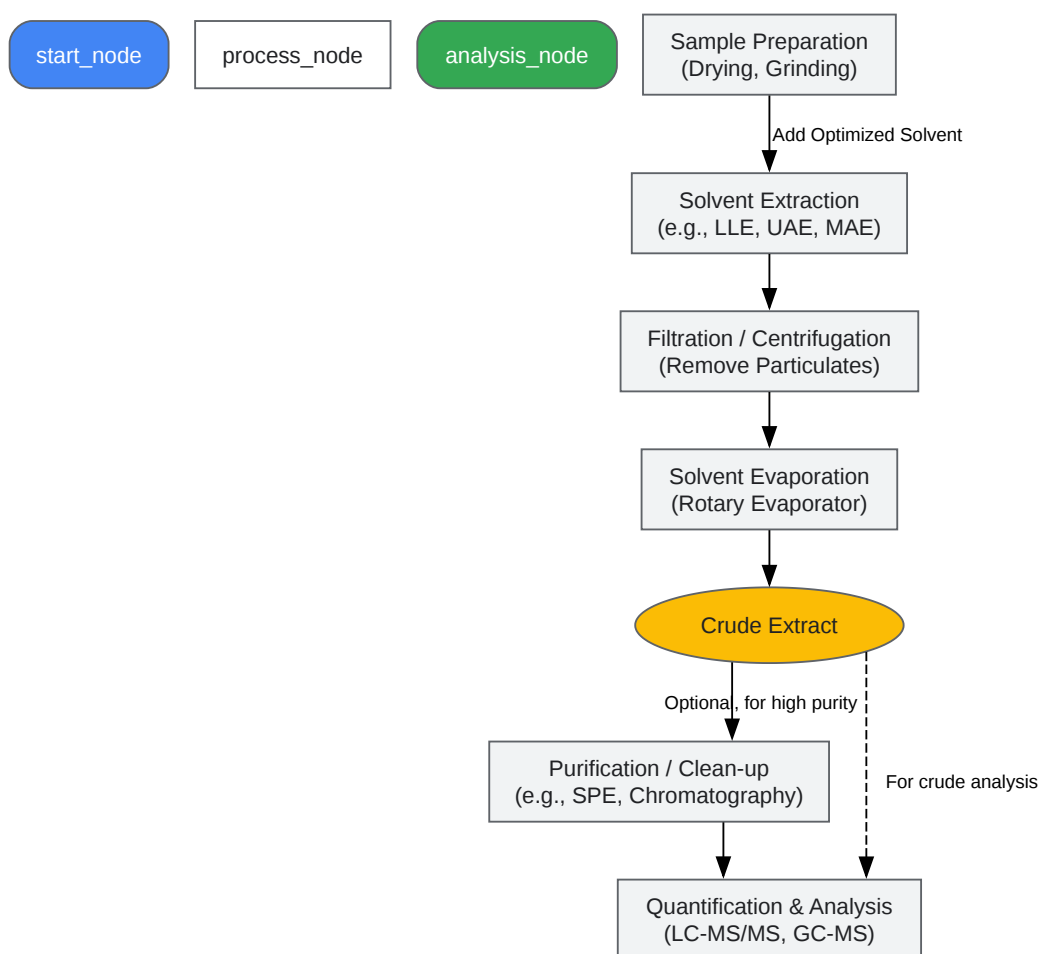 start_node
process_node
analysis_node
Sample Preparation
(Drying, Grinding)
Add Optimized Solvent
Solvent Extraction
(e.g., LLE, UAE, MAE)
Filtration / Centrifugation
(Remove Particulates)
Solvent Evaporation
(Rotary Evaporator)
Crude Extract
Optional, for high purity
Purification / Clean-up
(e.g., SPE, Chromatography)
For crude analysis
Quantification & Analysis
(LC-MS/MS, GC-MS)